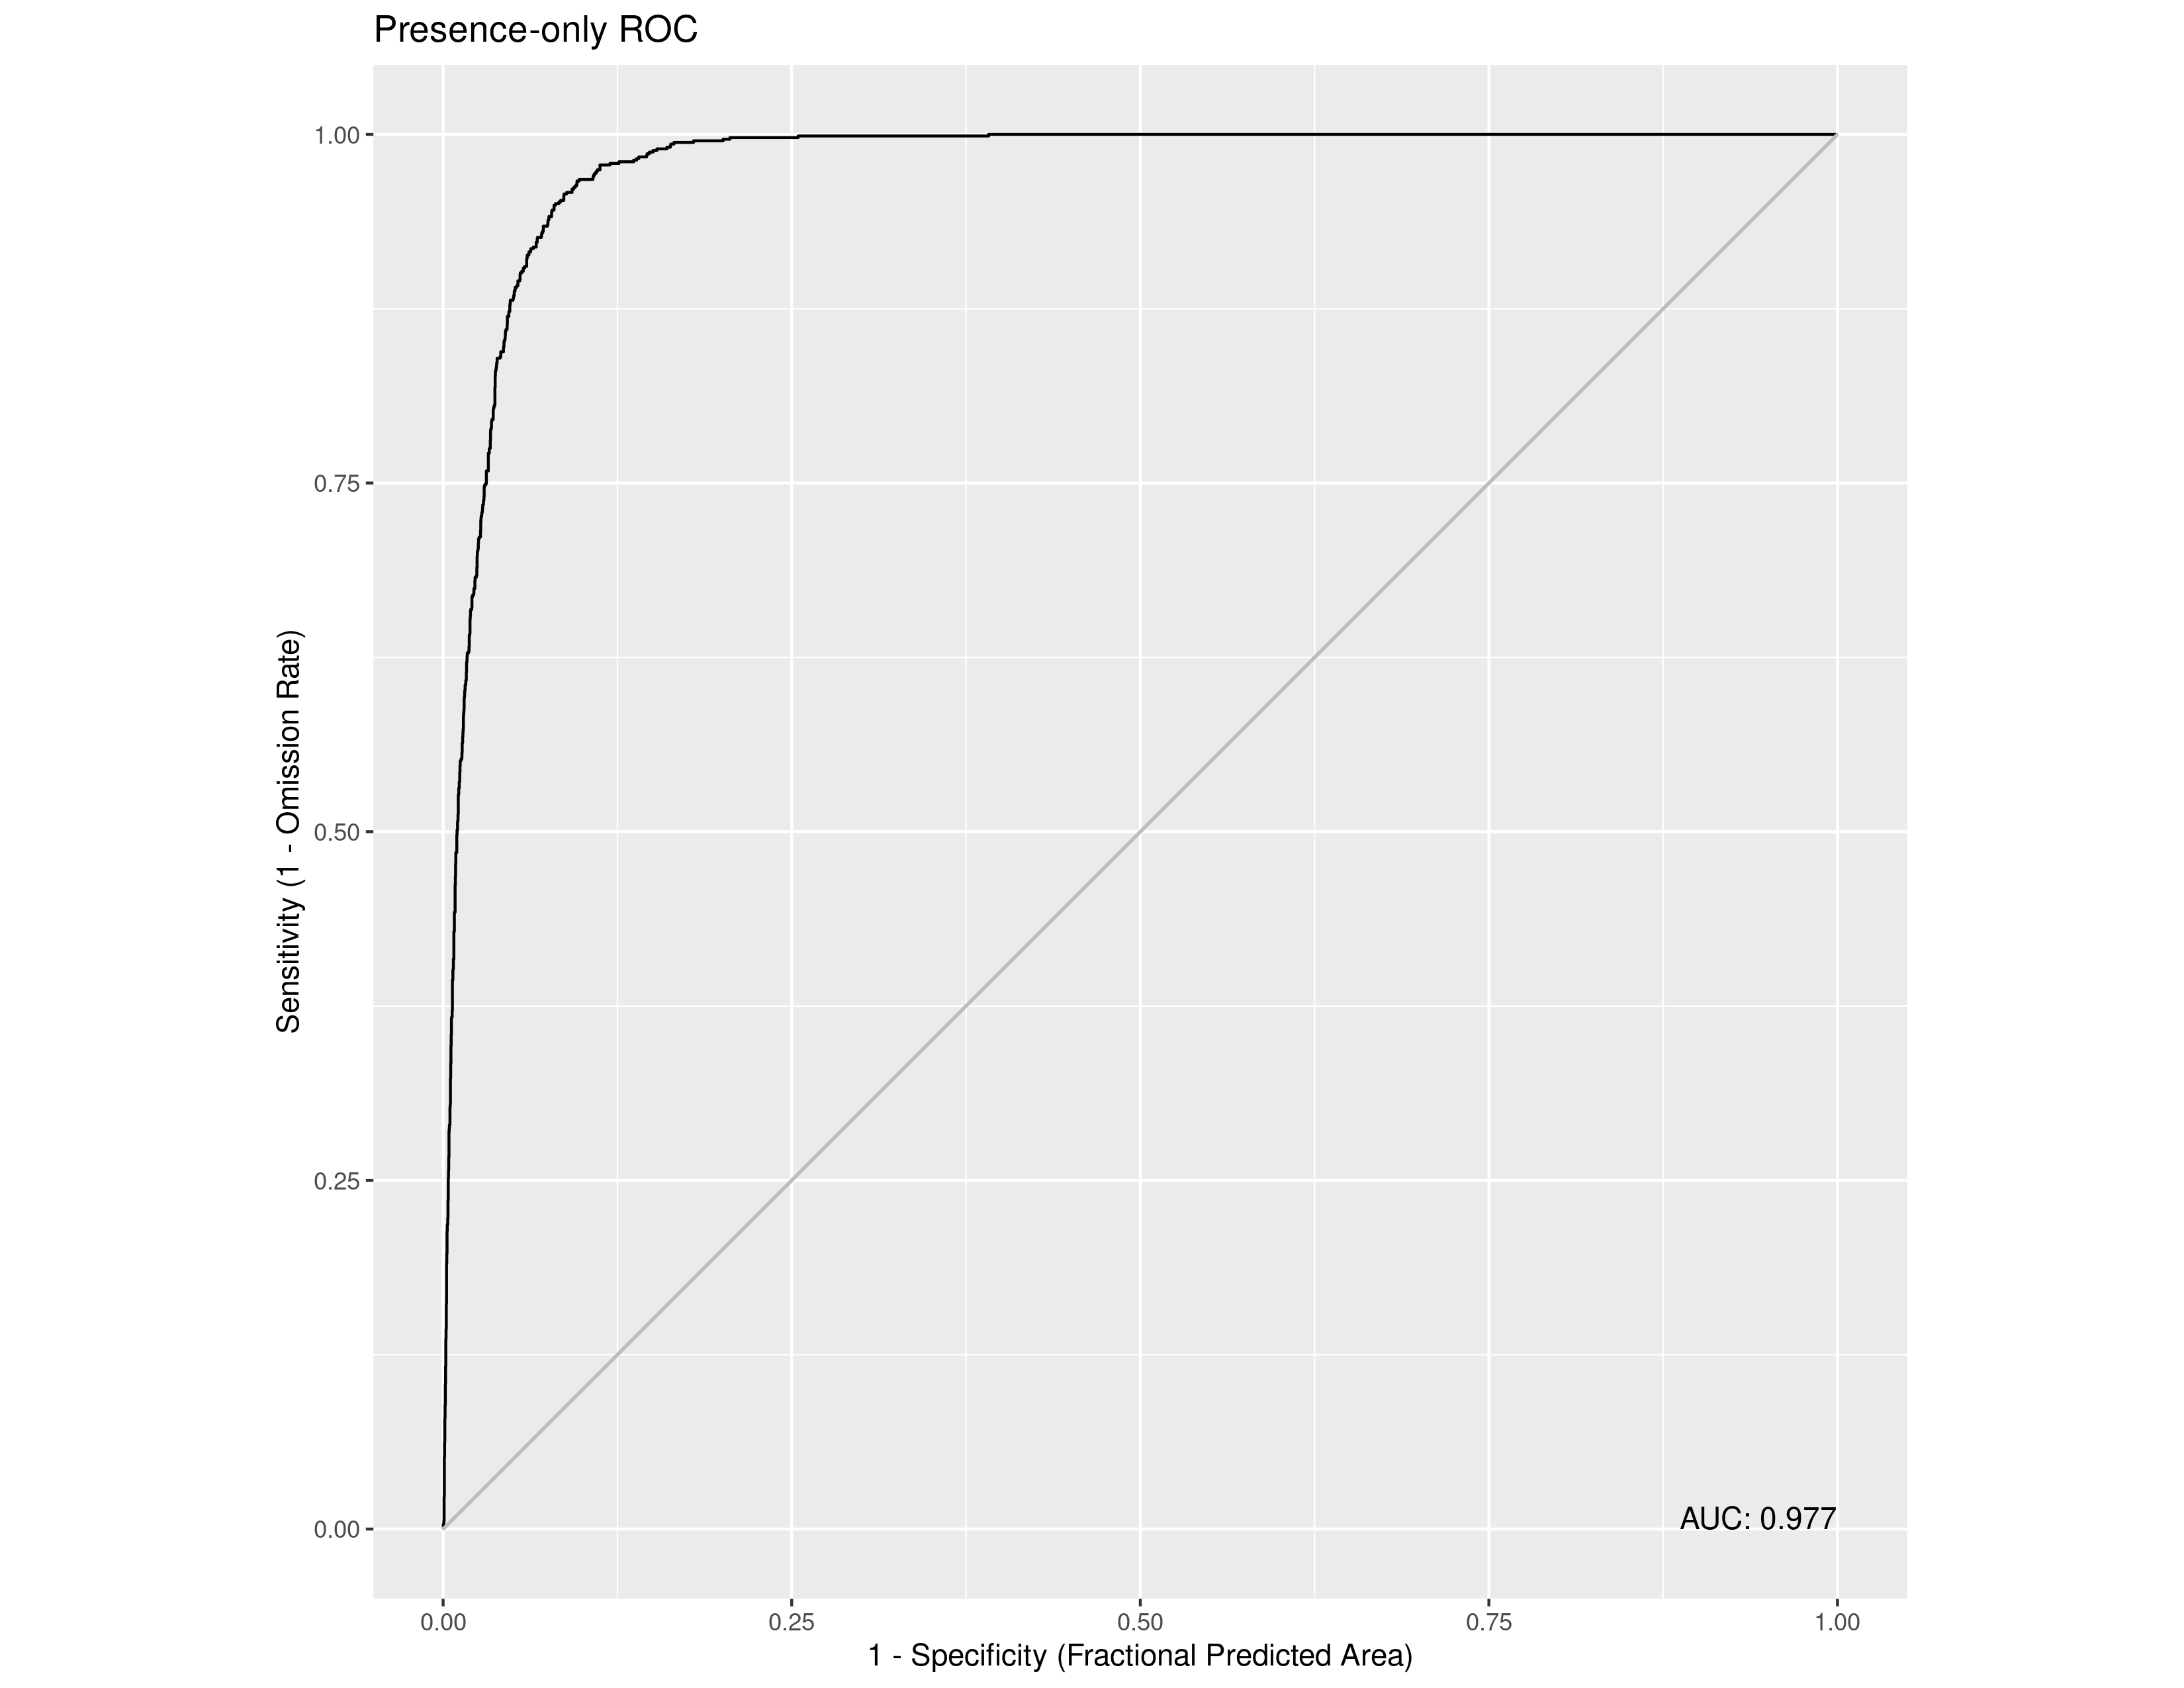 Presence-only ROC
Sensitivity (1 - Omission Rate)
1.00
0.75
0.50
0.25
0.00
AUC: 0.977
0.00 0.25 0.50 0.75 1.00
1 - Specificity (Fractional Predicted Area)